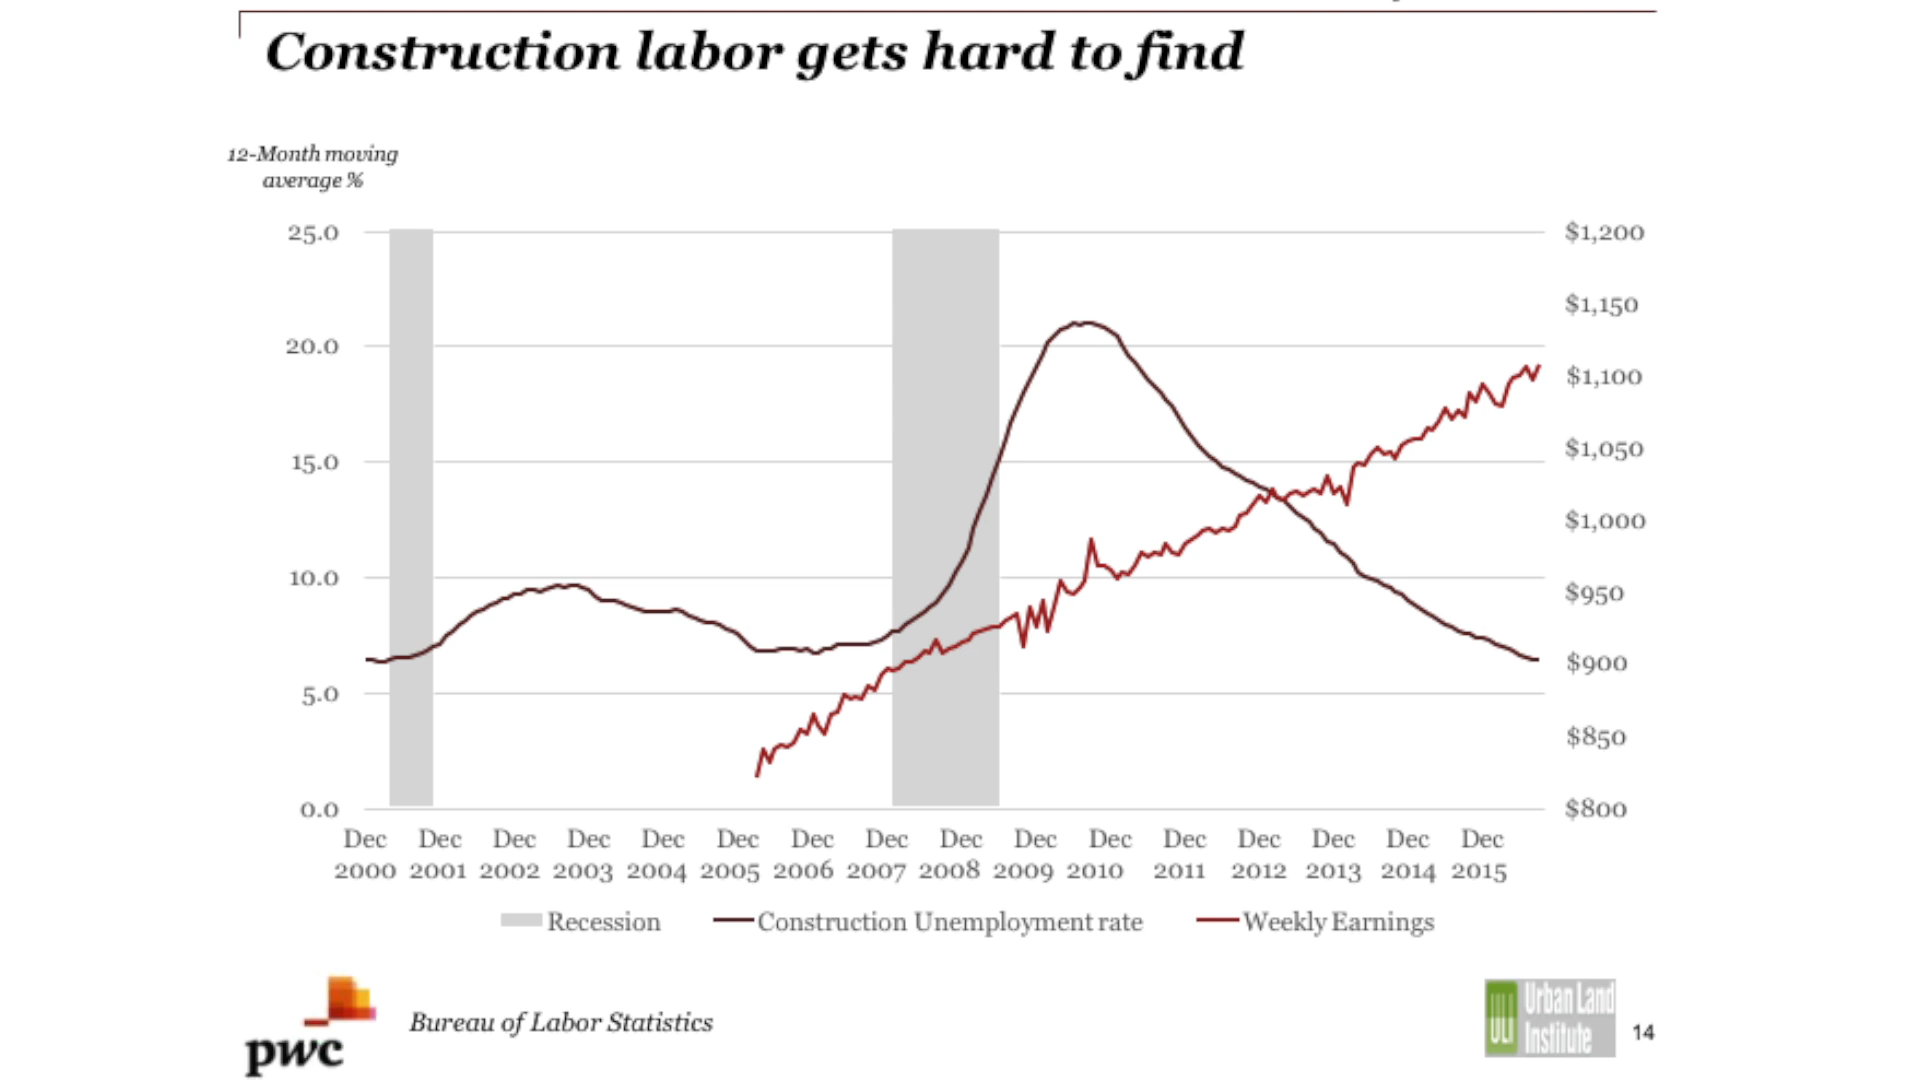 Construction labor gets hard to find
12-Month moving
average %
25.0
20.0
15.0
10.0
5.0
0.0
$1,200
$1,150
$1,100
$1,050
$1,000
$950
$900
$850
$800
Dec Dec Dec Dec Dec Dec Dec Dec Dec Dec Dec Dec Dec Dec Dec Dec
2000 2001 2002 2003 2004 2005 2006 2007 2008 2009 2010 2011 2012 2013 2014 2015
Recession Construction Unemployment rate Weekly Earnings
pwc
Bureau of Labor Statistics
ULI Urban Land
Institute
14